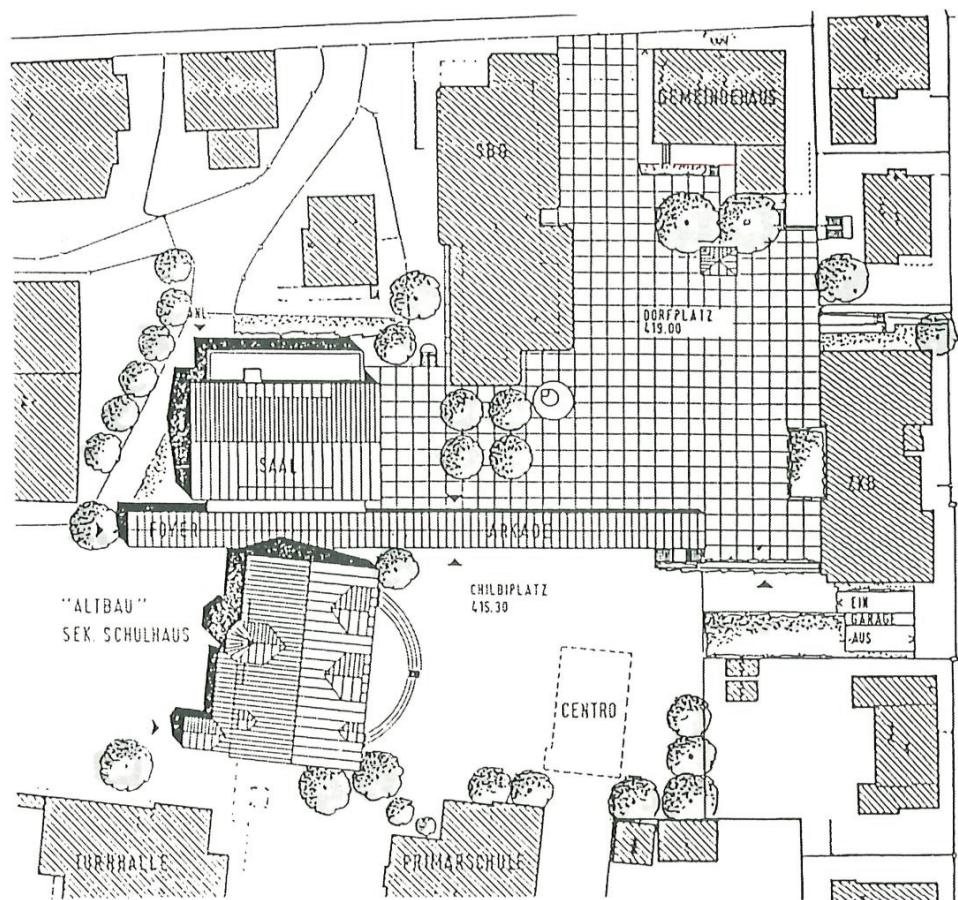 GEMEINDEHAUS
SBG
DORFPLATZ
419.00
SAAL
ZKB
FOYER
ARKADE
CHILBIPLATZ
415.30
"ALTBAU"
SEK. SCHULHAUS
EIN
GARAGE
AUS
CENTRO
TURNHALLE
PRIMARSCHULE